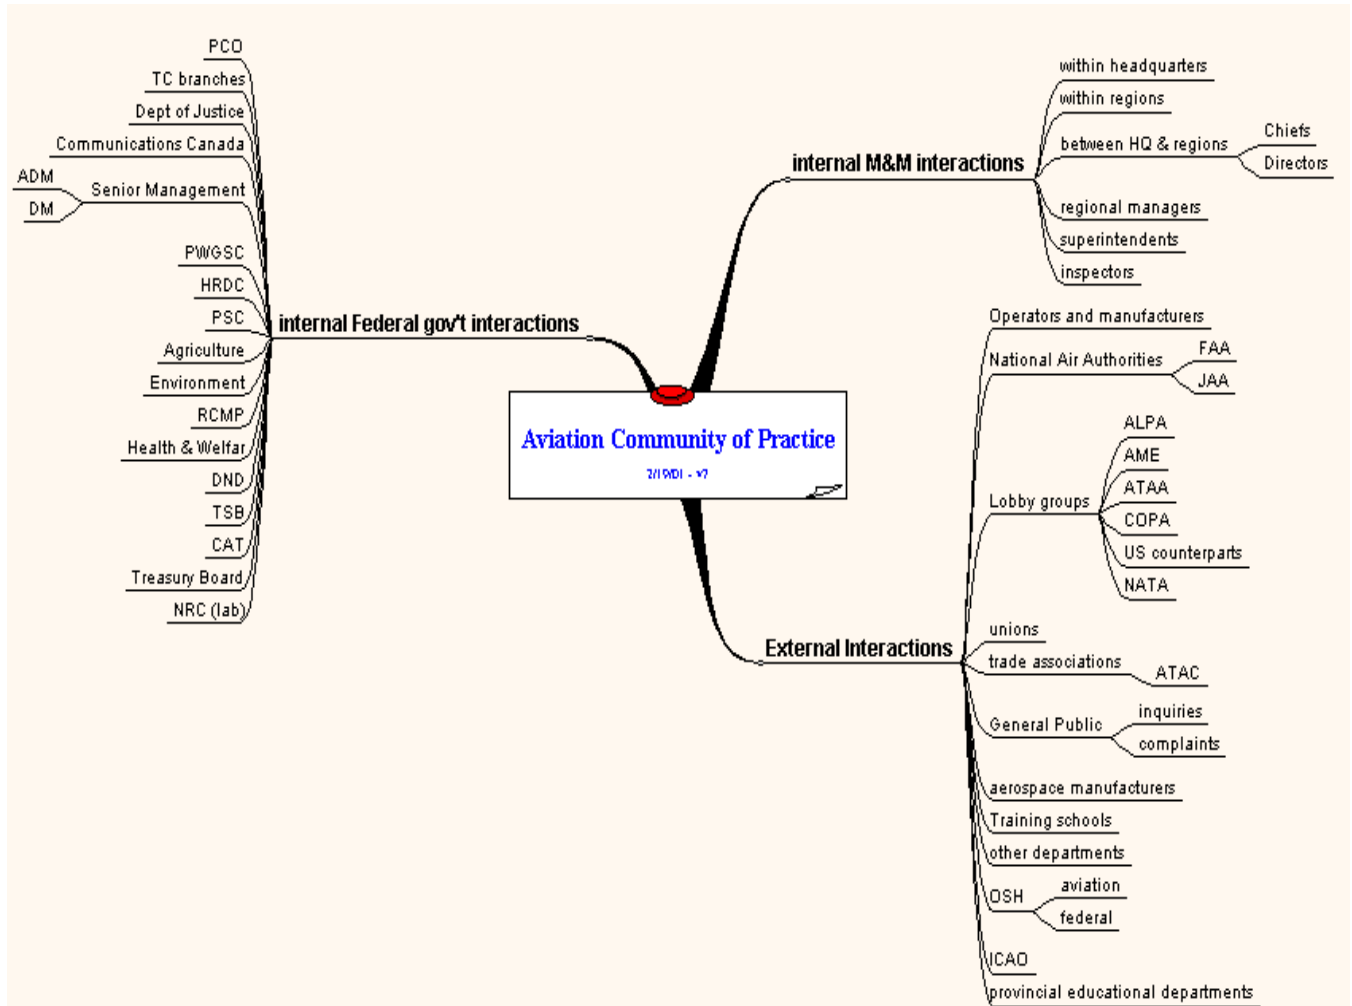 Aviation Community of Practice
internal Federal gov't interactions
PCO
TC branches
Dept of Justice
Communications Canada
Senior Management
ADM
DM
PWGSC
HRDC
PSC
Agriculture
Environment
RCMP
Health & Welfar
DND
TSB
CAT
Treasury Board
NRC (lab)
internal M&M interactions
within headquarters
within regions
between HQ & regions
Chiefs
Directors
regional managers
superintendents
inspectors
External Interactions
Operators and manufacturers
National Air Authorities
FAA
JAA
Lobby groups
ALPA
AME
ATAA
COPA
US counterparts
NATA
unions
trade associations
ATAC
General Public
inquiries
complaints
aerospace manufacturers
Training schools
other departments
OSH
aviation
federal
ICAO
provincial educational departments